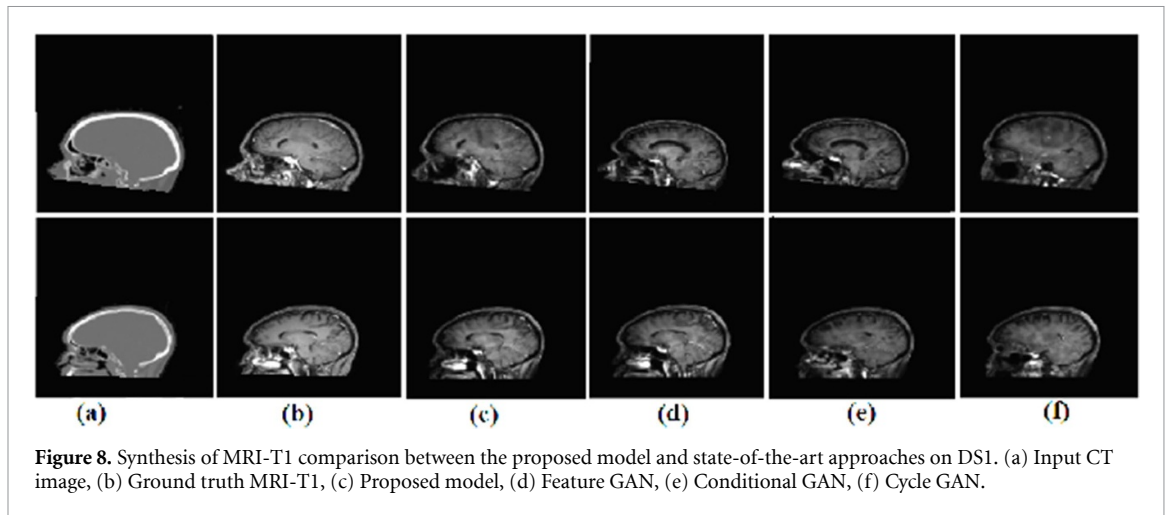 (a) (b) (c) (d) (e) (f)
Figure 8. Synthesis of MRI-T1 comparison between the proposed model and state-of-the-art approaches on DS1. (a) Input CT
image, (b) Ground truth MRI-T1, (c) Proposed model, (d) Feature GAN, (e) Conditional GAN, (f) Cycle GAN.